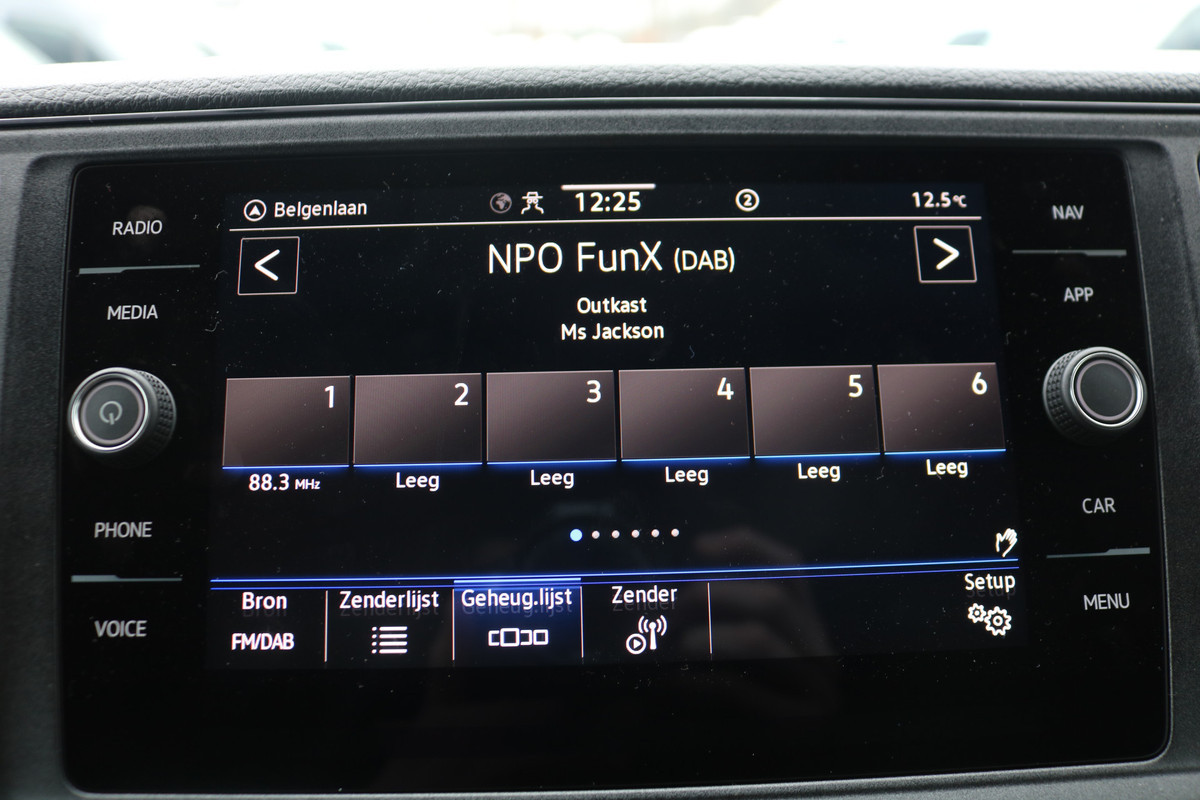 RADIO
MEDIA
PHONE
VOICE
Belgenlaan
12:25
2
12.5°C
< NPO FunX (DAB) >
Outkast
Ms Jackson
1 2 3 4 5 6
88.3 MHz Leeg Leeg Leeg Leeg Leeg
Bron Zenderlijst Geheug.lijst Zender Setup
FM/DAB
NAV
APP
CAR
MENU